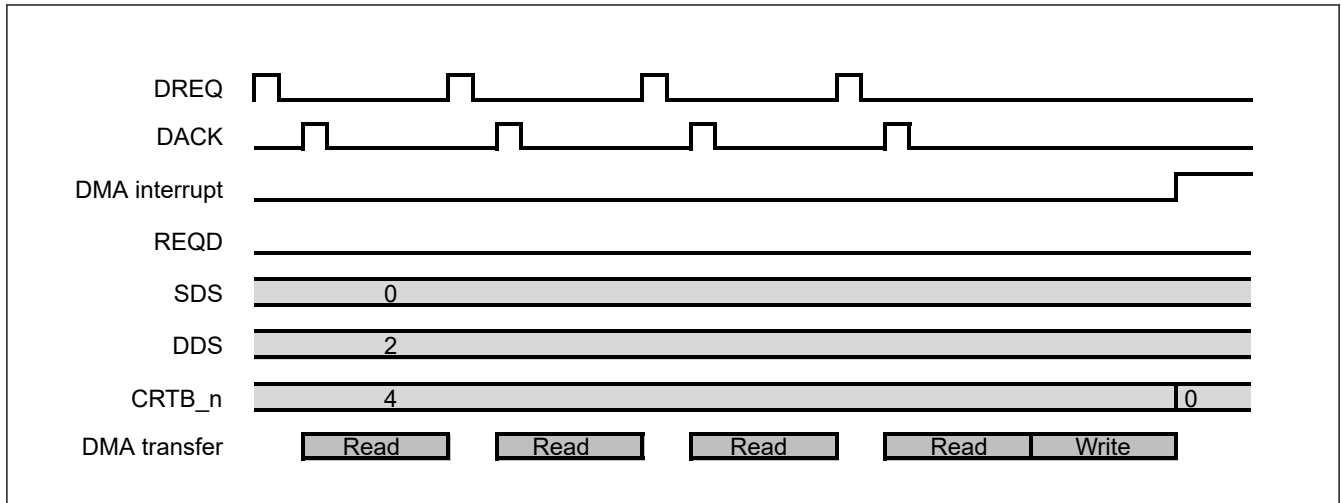 DREQ
DACK
DMA interrupt
REQD
SDS 0
DDS 2
CRTB_n 4 0
DMA transfer Read Read Read Read Write